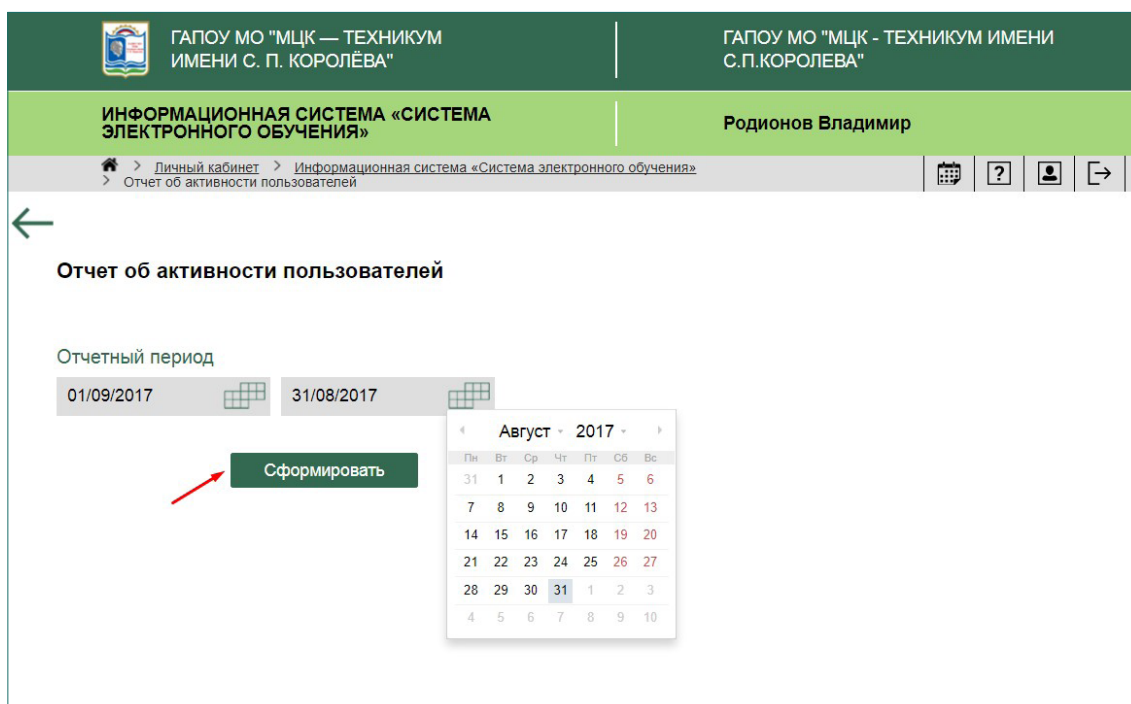 ГАПОУ МО "МЦК — ТЕХНИКУМ
ИМЕНИ С. П. КОРОЛЁВА"
ГАПОУ МО "МЦК - ТЕХНИКУМ ИМЕНИ
С.П.КОРОЛЕВА"
ИНФОРМАЦИОННАЯ СИСТЕМА «СИСТЕМА
ЭЛЕКТРОННОГО ОБУЧЕНИЯ»
Родионов Владимир
> Личный кабинет > Информационная система «Система электронного обучения»
> Отчет об активности пользователей
Отчет об активности пользователей
Отчетный период
01/09/2017 31/08/2017
Август 2017
Пн Вт Ср Чт Пт Сб Вс
31 1 2 3 4 5 6
7 8 9 10 11 12 13
14 15 16 17 18 19 20
21 22 23 24 25 26 27
28 29 30 31 1 2 3
4 5 6 7 8 9 10
Сформировать